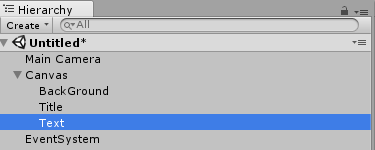 Hierarchy
Create All
Untitled*
Main Camera
Canvas
BackGround
Title
Text
EventSystem